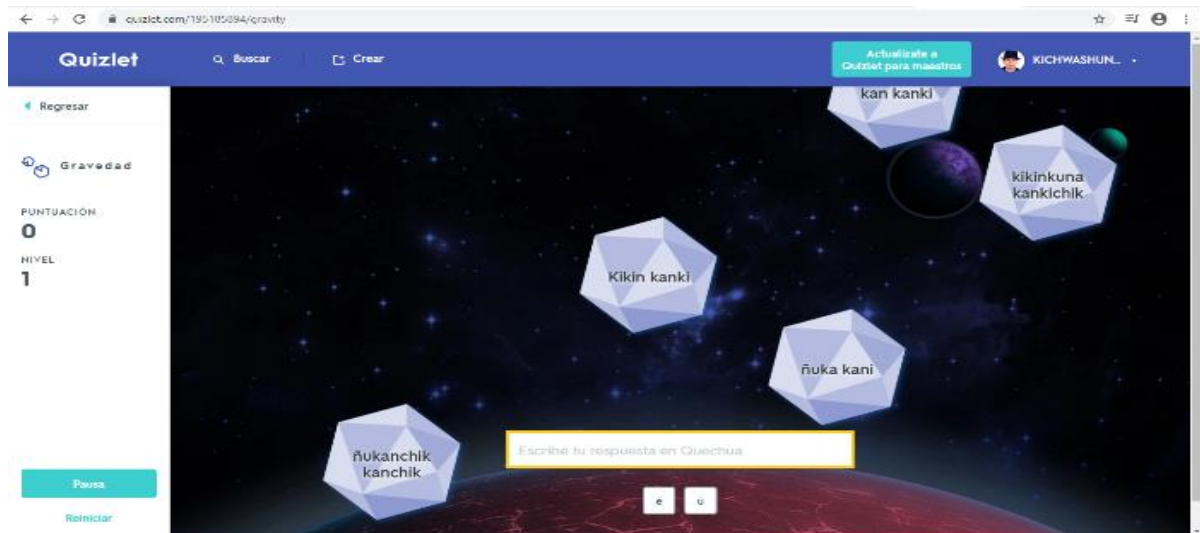 quizlet.com/195105894/gravity
Quizlet
Buscar
Crear
Actualízate a
Quizlet para maestros
KICHWASHUN...
Regresar
Gravedad
PUNTUACIÓN
0
NIVEL
1
kan kanki
kikinkuna
kankichik
Kikin kanki
ñuka kani
ñukanchik
kanchik
Escribe tu respuesta en Quechua
e u
Pausa
Reiniciar